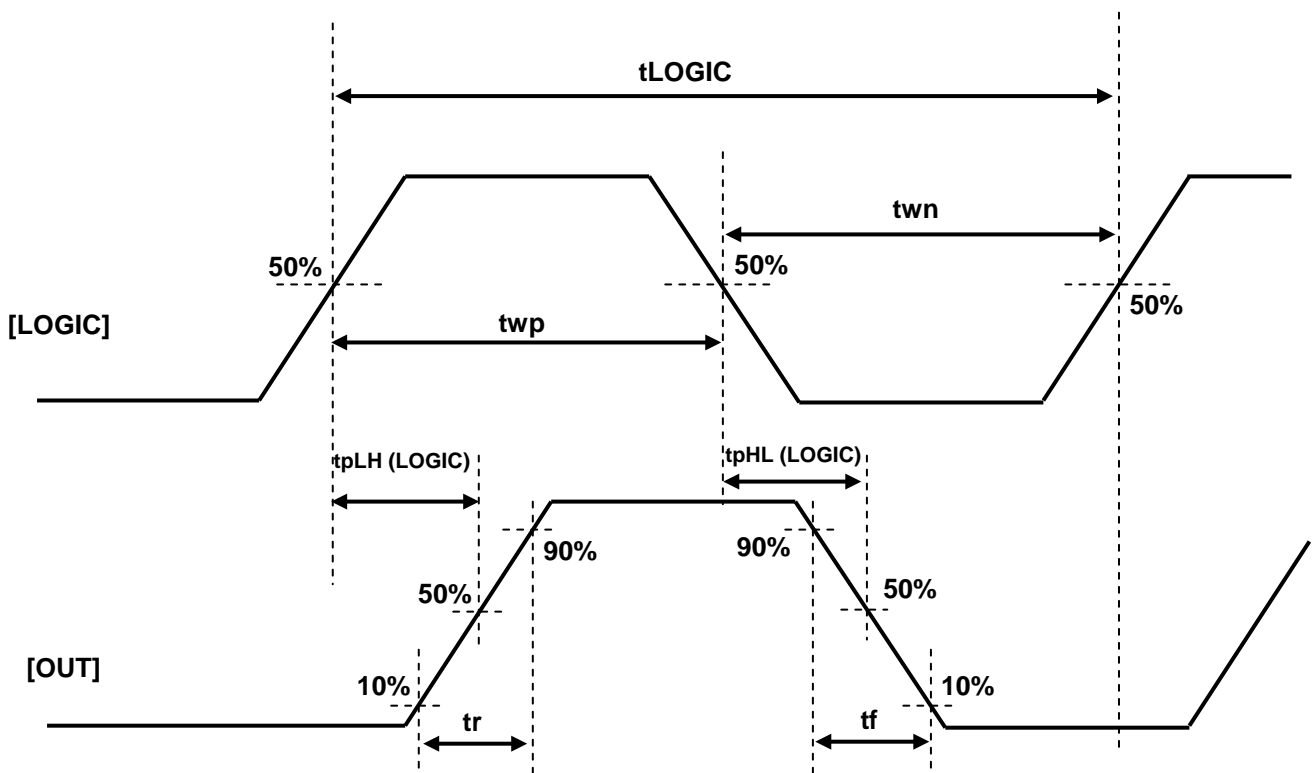 tLOGIC
twn
50%
50%
50%
[LOGIC]
twp
tpLH (LOGIC)
tpHL (LOGIC)
90%
90%
50%
50%
[OUT]
10%
10%
tr
tf